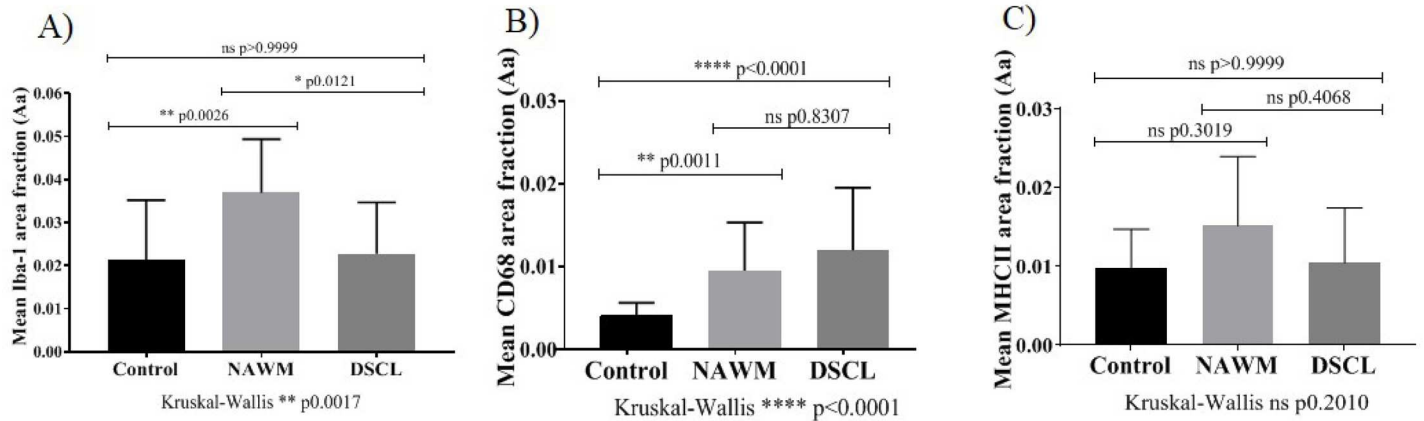 A)
ns p>0.9999
* p0.0121
** p0.0026
Mean Iba-1 area fraction (Aa)
0.06
0.05
0.04
0.03
0.02
0.01
0.00
Control NAWM DSCL
Kruskal-Wallis ** p0.0017
B)
**** p<0.0001
ns p0.8307
** p0.0011
Mean CD68 area fraction (Aa)
0.03
0.02
0.01
0.00
Control NAWM DSCL
Kruskal-Wallis **** p<0.0001
C)
ns p>0.9999
ns p0.4068
ns p0.3019
Mean MHCII area fraction (Aa)
0.03
0.02
0.01
0.00
Control NAWM DSCL
Kruskal-Wallis ns p0.2010